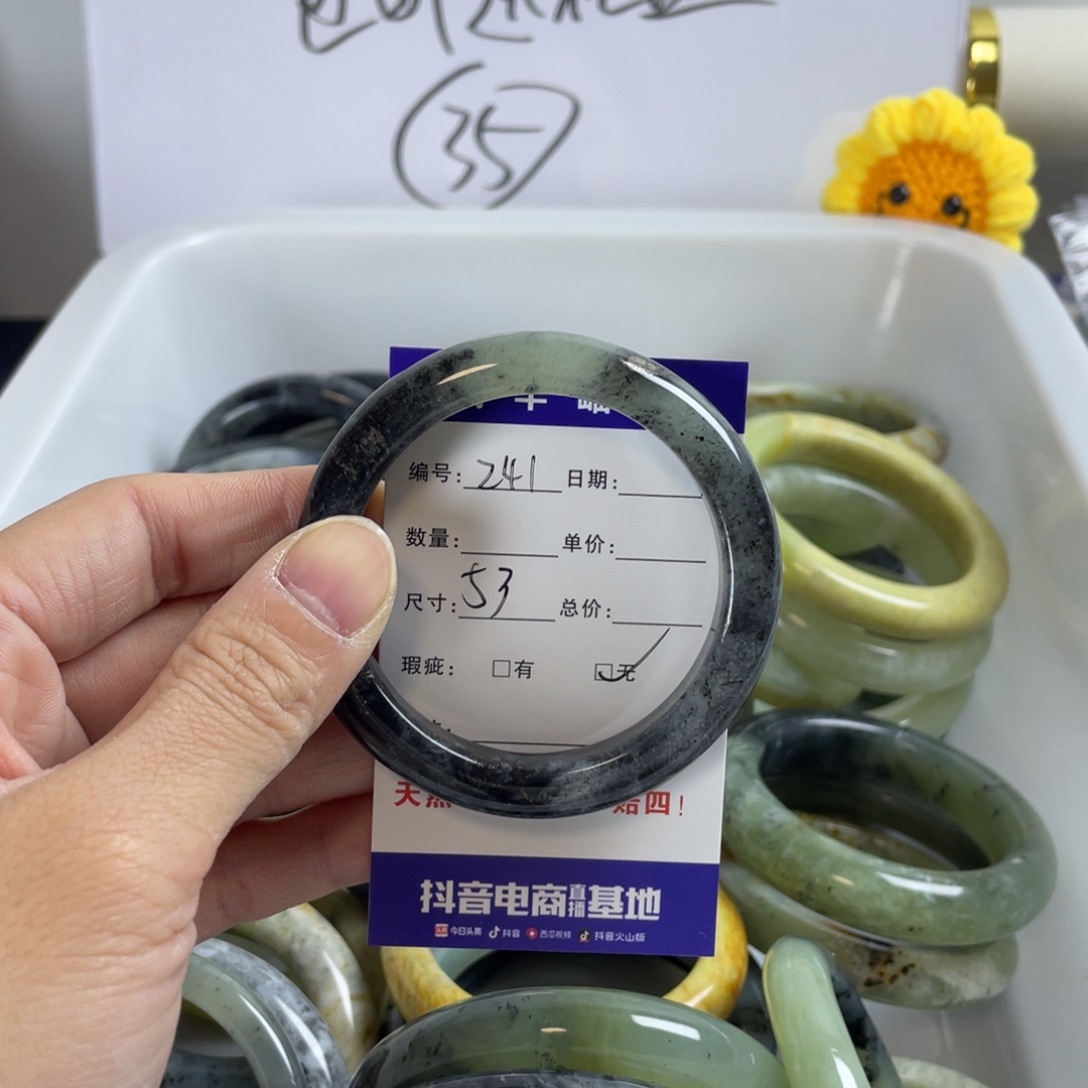 35
编号: 241 日期:
数量: 单价:
尺寸: 53 总价:
瑕疵: 有 无
赔四!
抖音电商直播基地
今日头条 抖音 西瓜视频 抖音火山版